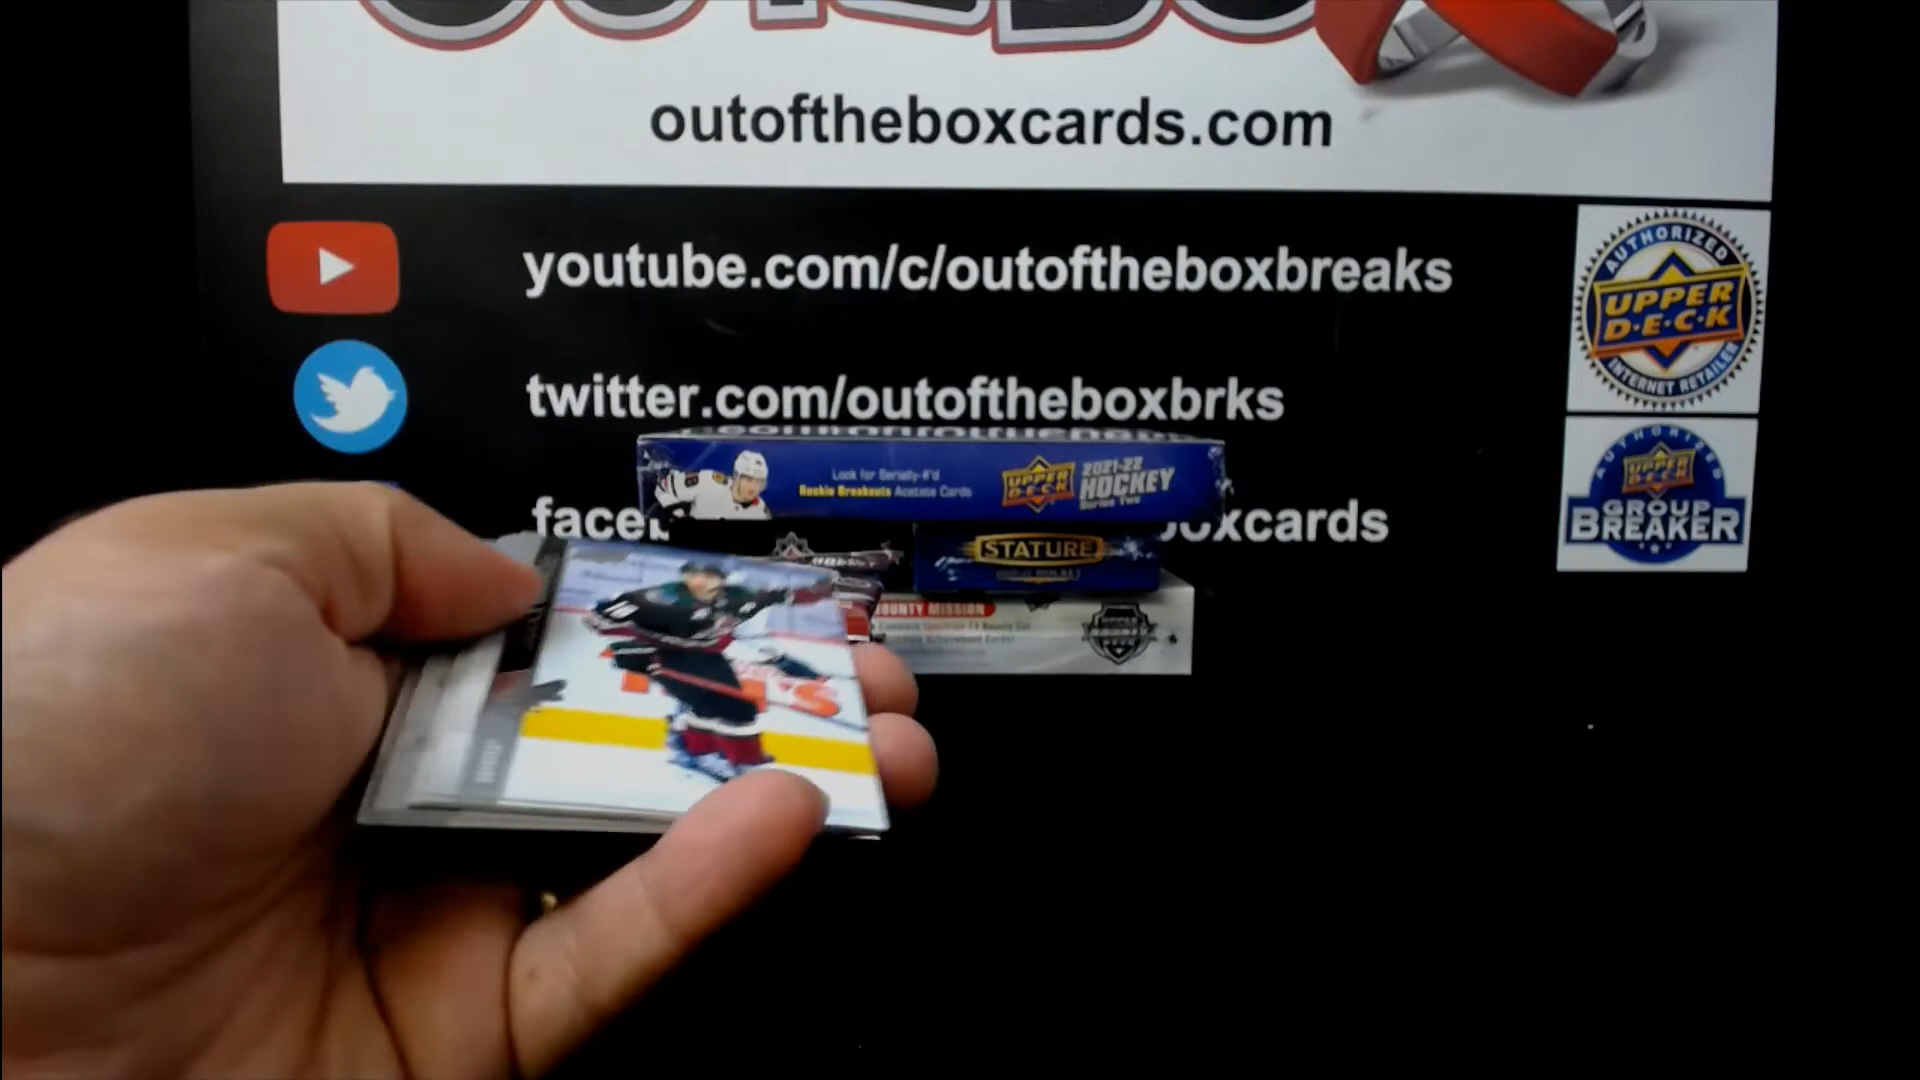 outoftheboxcards.com
youtube.com/c/outoftheboxbreaks
AUTHORIZED
UPPER
D·E·C·K
INTERNET RETAILER
twitter.com/outoftheboxbrks
Look for Serially-#'d
Rookie Breakouts Acetate Cards
UPPER
DECK
2021-22
HOCKEY
Series Two
face
oxcards
AUTHORIZED
UPPER
DECK
GROUP
BREAKER
STATURE
BOUNTY MISSION